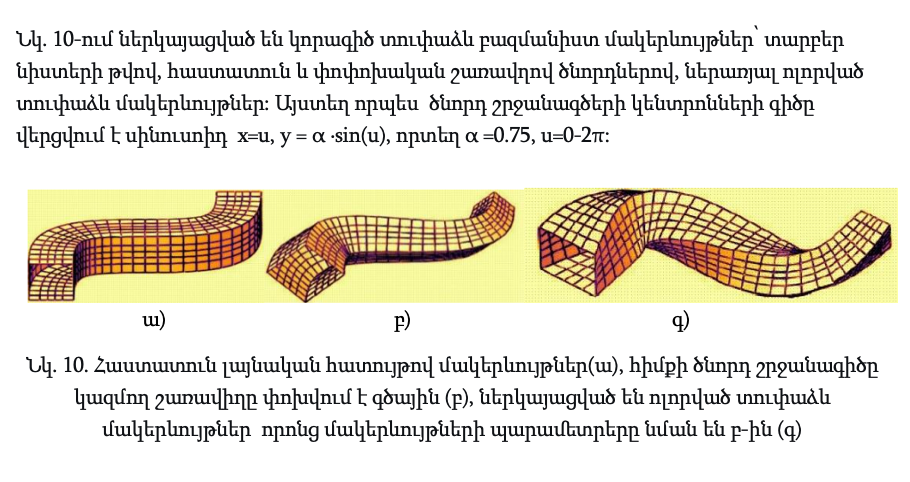 Նկ. 10-ում ներկայացված են կորագիծ տուփաձև բազմանիստ մակերևույթներ՝ տարբեր
նիստերի թվով, հաստատուն և փոփոխական շառավղով ծնորդներով, ներառյալ ոլորված
տուփաձև մակերևույթներ: Այստեղ որպես ծնորդ շրջանագծերի կենտրոնների գիծը
վերցվում է սինուսոիդ x=u, y = α ·sin(u), որտեղ α =0.75, u=0-2π:
ա)
բ)
գ)
Նկ. 10. Հաստատուն լայնական հատույթով մակերևույթներ(ա), հիմքի ծնորդ շրջանագիծը
կազմող շառավիղը փոխվում է գծային (բ), ներկայացված են ոլորված տուփաձև
մակերևույթներ որոնց մակերևույթների պարամետրերը նման են բ-ին (գ)